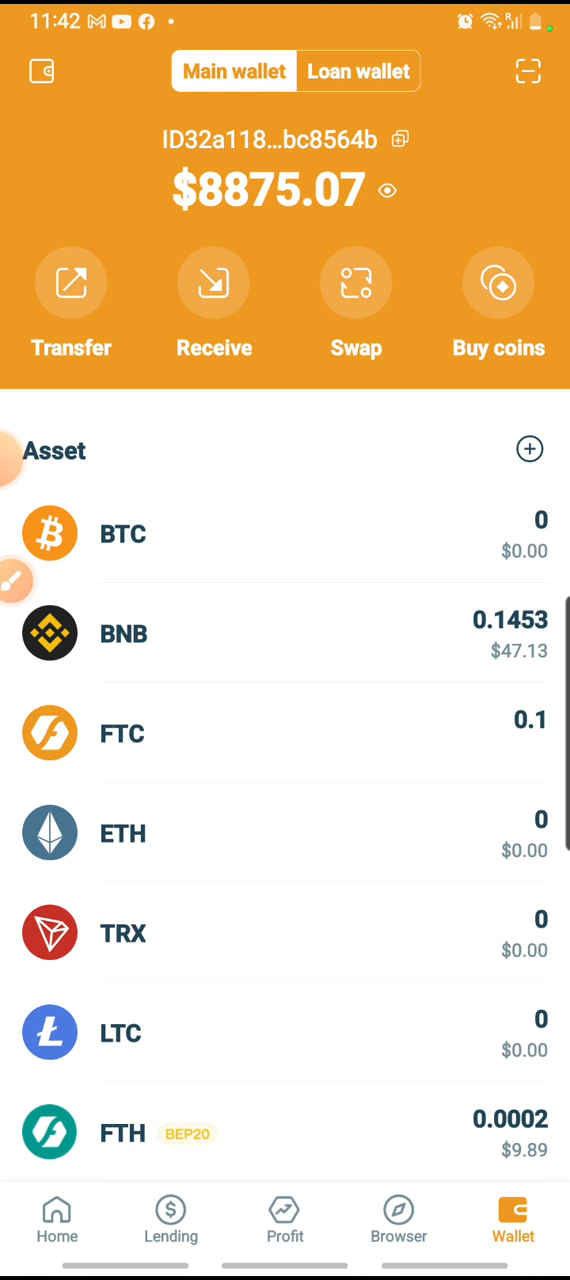 11:42
Main wallet Loan wallet
ID32a118...bc8564b
$8875.07
Transfer Receive Swap Buy coins
Asset
BTC 0
$0.00
BNB 0.1453
$47.13
FTC 0.1
ETH 0
$0.00
TRX 0
$0.00
LTC 0
$0.00
FTH BEP20 0.0002
$9.89
Home Lending Profit Browser Wallet